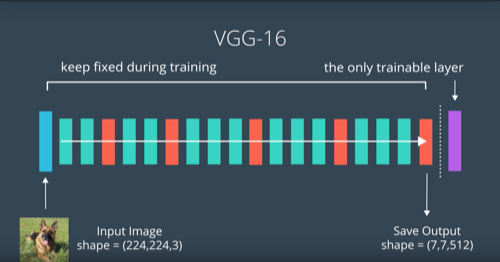 VGG-16
keep fixed during training
the only trainable layer
Input Image
shape = (224,224,3)
Save Output
shape = (7,7,512)